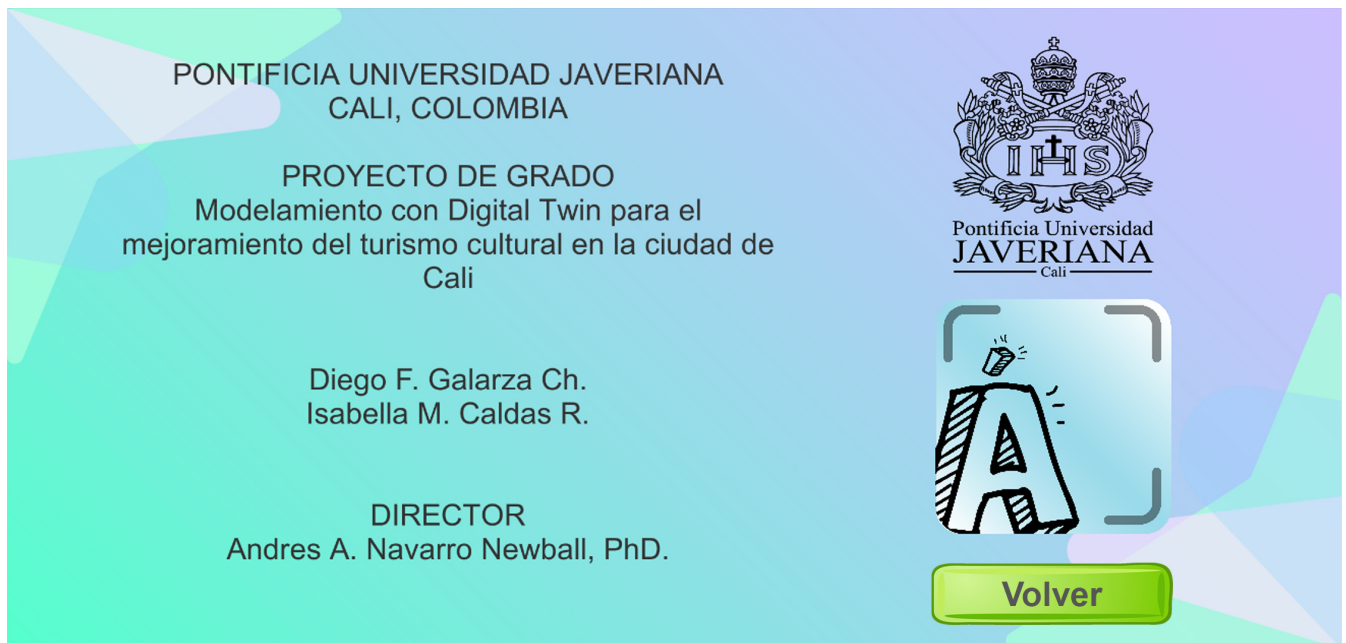 PONTIFICIA UNIVERSIDAD JAVERIANA
CALI, COLOMBIA
PROYECTO DE GRADO
Modelamiento con Digital Twin para el
mejoramiento del turismo cultural en la ciudad de
Cali
Diego F. Galarza Ch.
Isabella M. Caldas R.
DIRECTOR
Andres A. Navarro Newball, PhD.
IHS
Pontificia Universidad
JAVERIANA
Cali
A
Volver